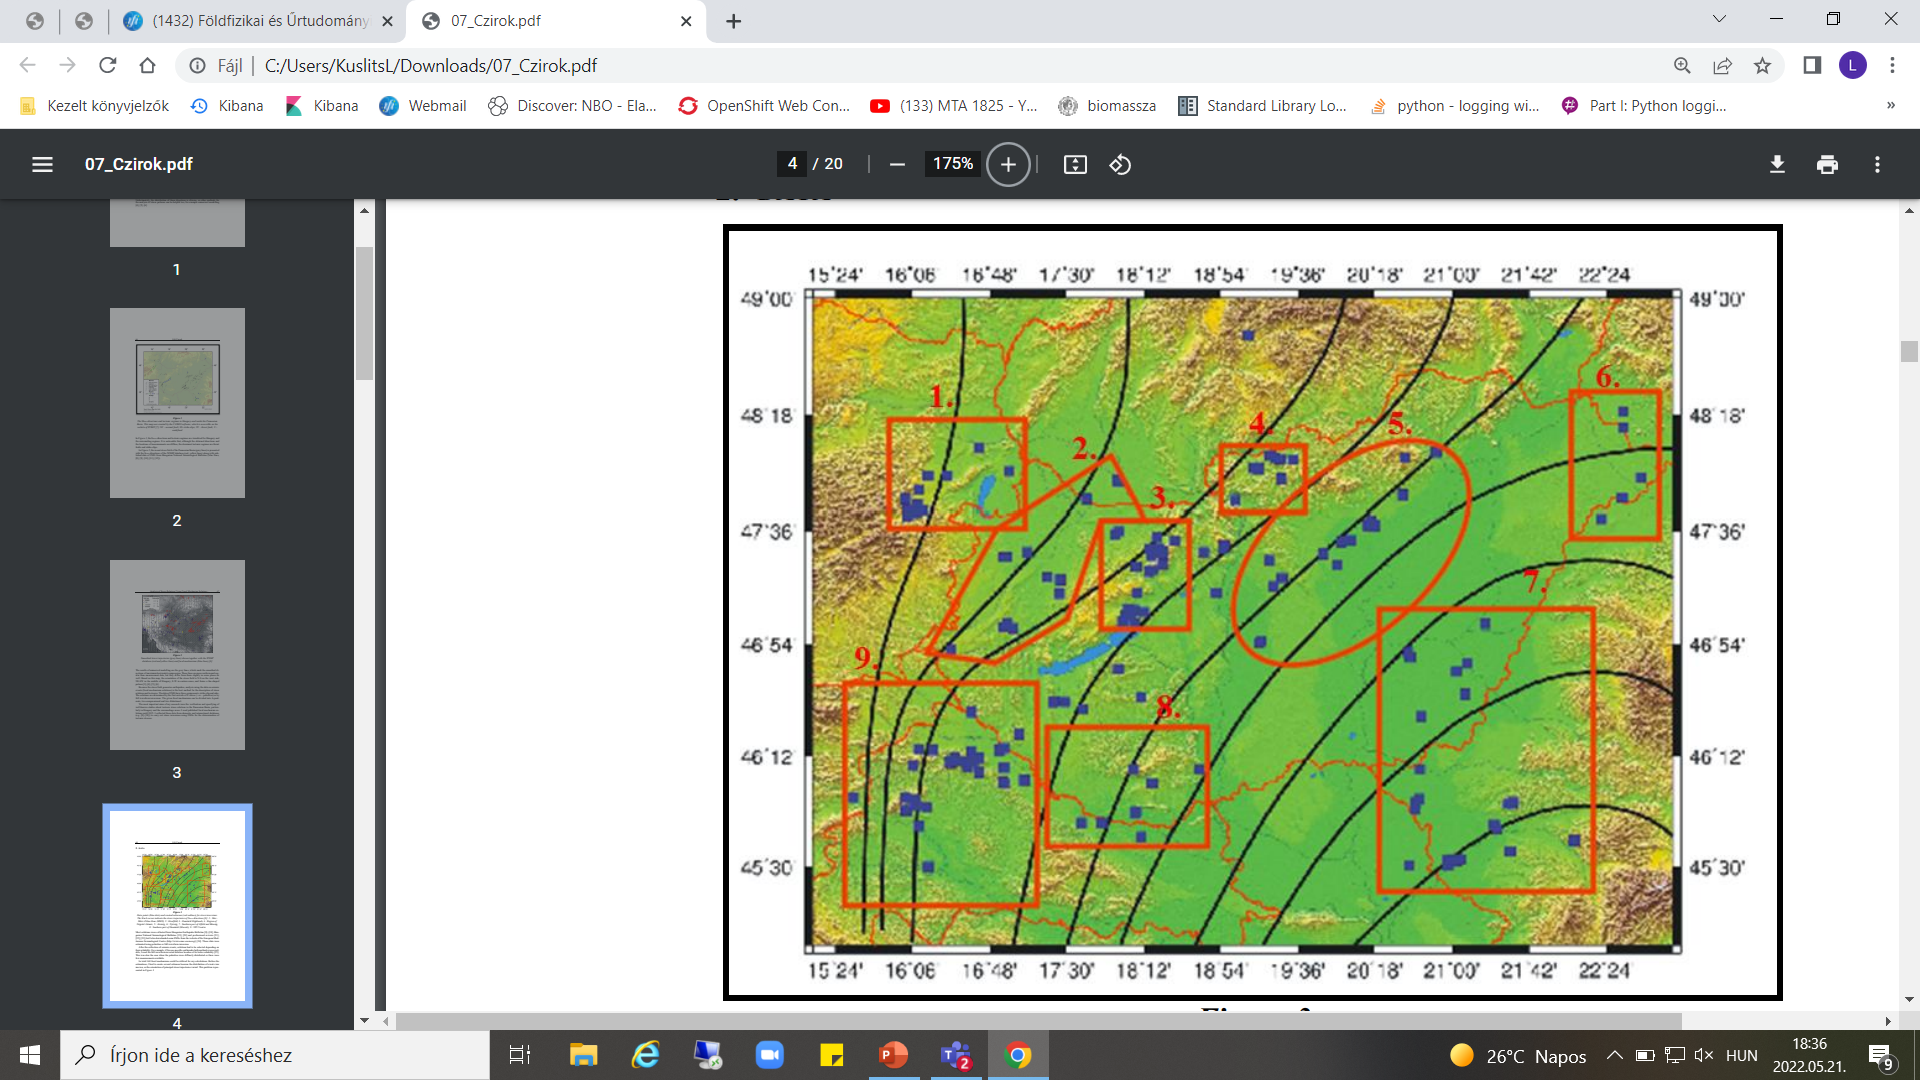 (1432) Földfizikai és Űrtudomány
07_Czirok.pdf
Fájl
C:/Users/KuslitsL/Downloads/07_Czirok.pdf
L
Kezelt könyvjelzők
Kibana
Kibana
Webmail
Discover: NBO - Ela...
OpenShift Web Con...
(133) MTA 1825 - Y...
biomassza
Standard Library Lo...
python - logging wi...
Part I: Python loggi...
»
07_Czirok.pdf
4 / 20
175%
1
2
3
4
15°24' 16°06' 16°48' 17°30' 18°12' 18°54' 19°36' 20°18' 21°00' 21°42' 22°24'
49°00' 49°00'
48°18' 48°18'
47°36' 47°36'
46°54' 46°54'
46°12' 46°12'
45°30' 45°30'
1.
2.
3.
4.
5.
6.
7.
8.
9.
15°24' 16°06' 16°48' 17°30' 18°12' 18°54' 19°36' 20°18' 21°00' 21°42' 22°24'
Írjon ide a kereséshez
2
26°C Napos
HUN
18:36
2022.05.21.
9